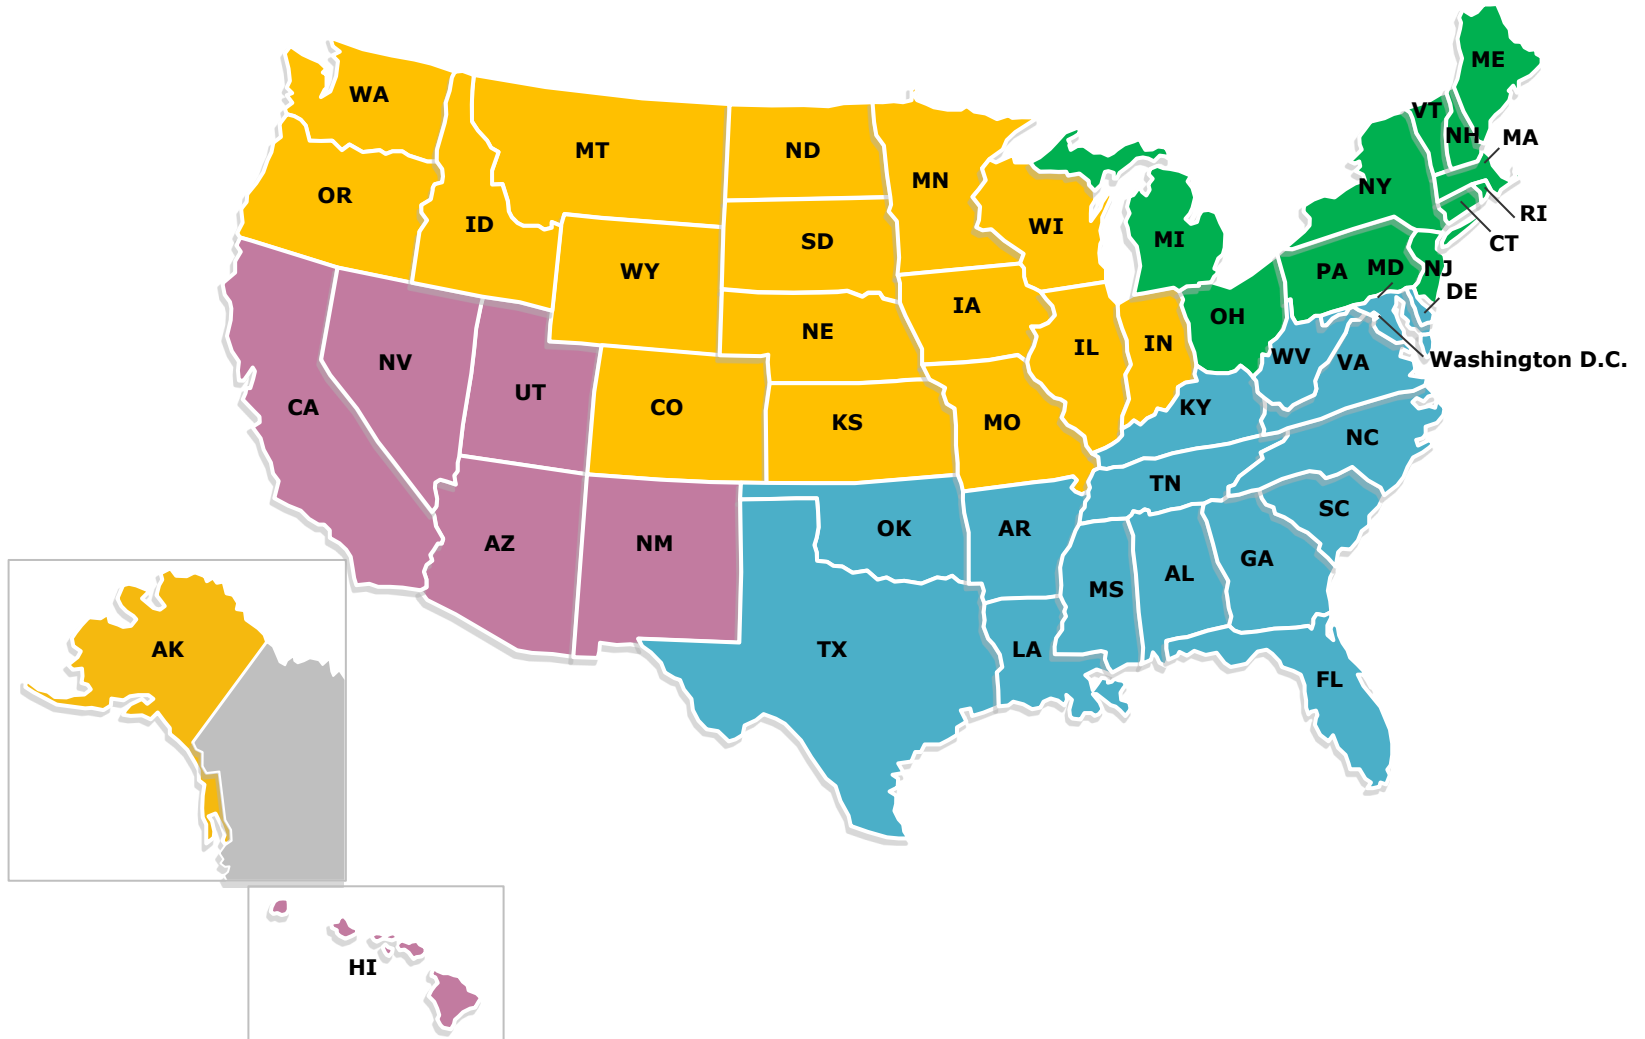 ME
WA
VT
NH
MA
MT
ND
MN
NY
OR
RI
ID
WI
SD
MI
CT
WY
PA
MD
NJ
DE
IA
OH
NE
IL
IN
WV
VA
Washington D.C.
NV
UT
CA
CO
KS
MO
KY
NC
TN
SC
AZ
NM
OK
AR
GA
MS
AL
AK
TX
LA
FL
HI